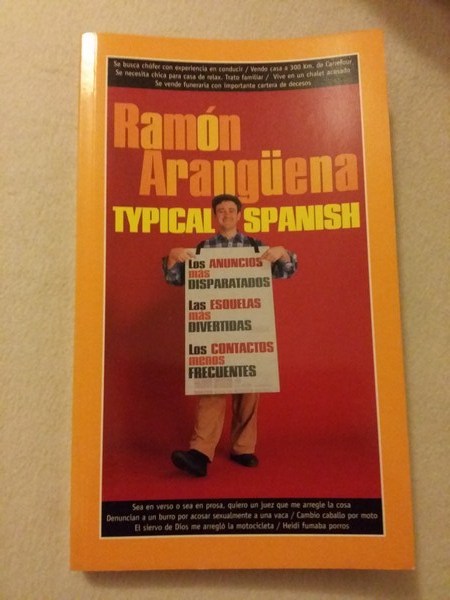 Se busca chófer con experiencia en conducir / Vendo casa a 300 Km. de Carrefour
Se necesita chica para casa de relax. Trato familiar / Vive en un chalet acosado
Se vende funeraria con importante cartera de decesos
Ramón
Arangüena
TYPICAL SPANISH
Los ANUNCIOS
más
DISPARATADOS
Las ESQUELAS
más
DIVERTIDAS
Los CONTACTOS
menos
FRECUENTES
Sea en verso o sea en prosa, quiero un juez que me arregle la cosa
Denuncian a un burro por acosar sexualmente a una vaca / Cambio caballo por moto
El siervo de Dios me arregló la motocicleta / Heidi fumaba porros